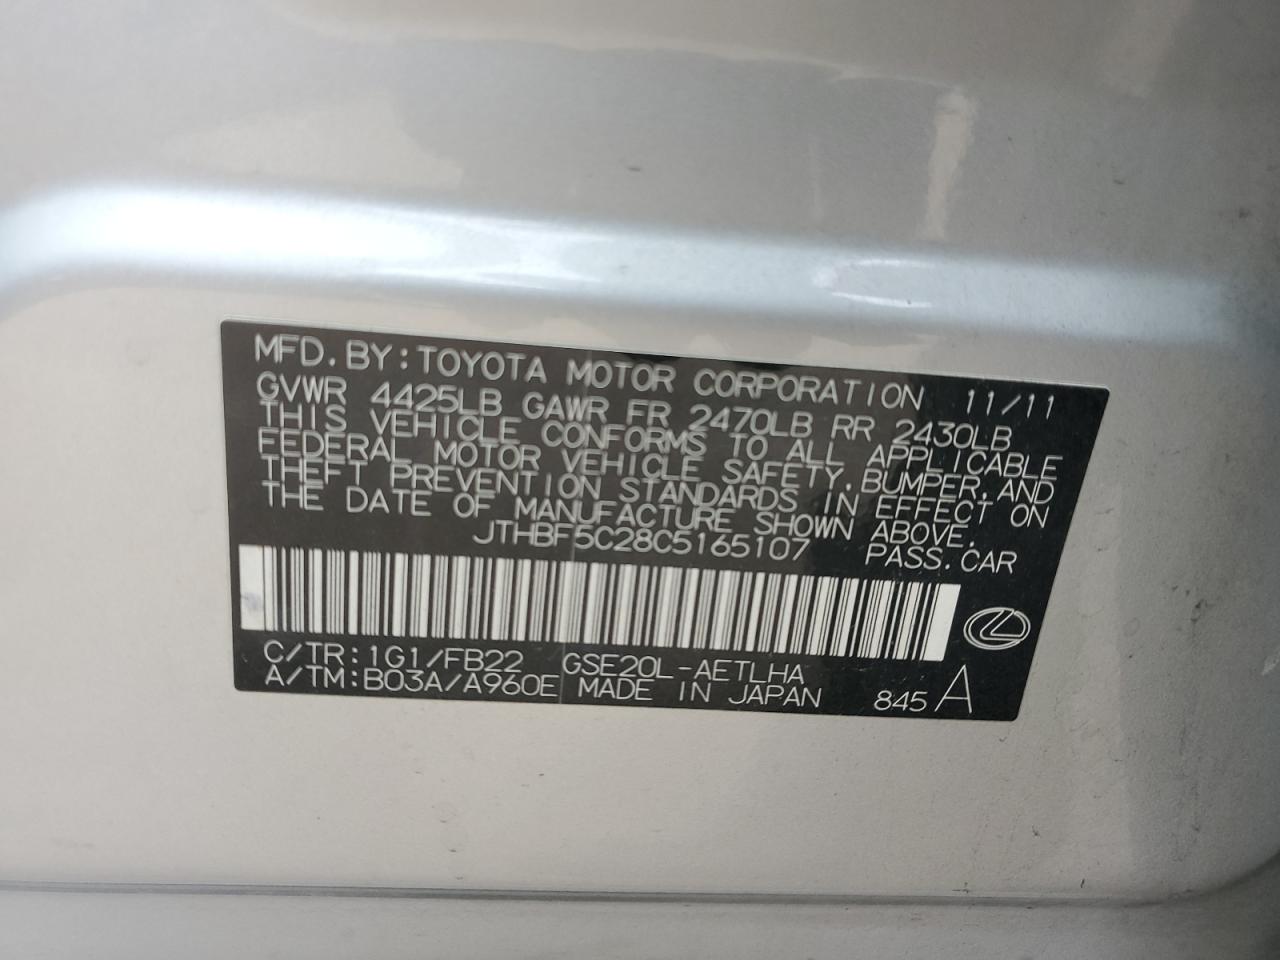 MFD. BY: TOYOTA MOTOR CORPORATION 11/11
GVWR 4425LB GAWR FR 2470LB RR 2430LB
THIS VEHICLE CONFORMS TO ALL APPLICABLE
FEDERAL MOTOR VEHICLE SAFETY, BUMPER, AND
THEFT PREVENTION STANDARDS IN EFFECT ON
THE DATE OF MANUFACTURE SHOWN ABOVE.
JTHBF5C28C5165107 PASS. CAR
C/TR: 1G1/FB22 GSE20L-AETLHA
A/TM: B03A/A960E MADE IN JAPAN 845 A